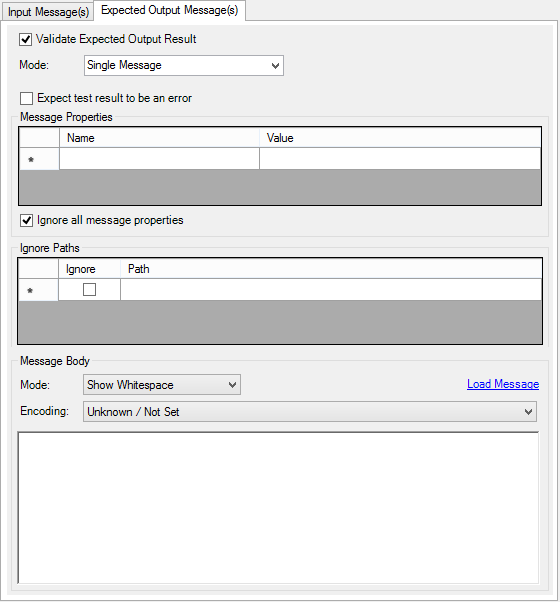 Input Message(s) Expected Output Message(s)
Validate Expected Output Result
Mode: Single Message
Expect test result to be an error
Message Properties
Name Value
*
Ignore all message properties
Ignore Paths
Ignore Path
*
Message Body
Mode: Show Whitespace Load Message
Encoding: Unknown / Not Set